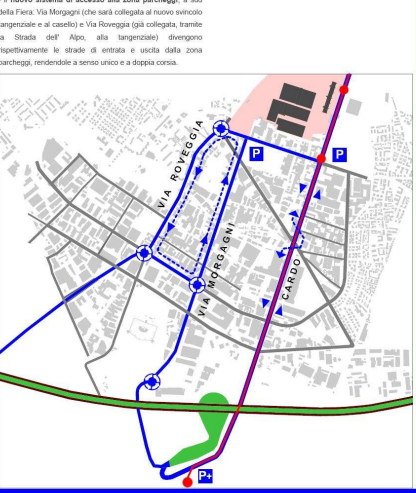 il nuovo sistema di accesso alla zona parcheggi, a sud
della Fiera: Via Morgagni (che sarà collegata al nuovo svincolo
tangenziale e al casello) e Via Roveggia (già collegata, tramite
la Strada dell' Alpo, alla tangenziale) divengono
rispettivamente le strade di entrata e uscita dalla zona
parcheggi, rendendole a senso unico e a doppia corsia.
VIA ROVEGGIA
P
P
VIA MORGAGNI
CARDO
P+